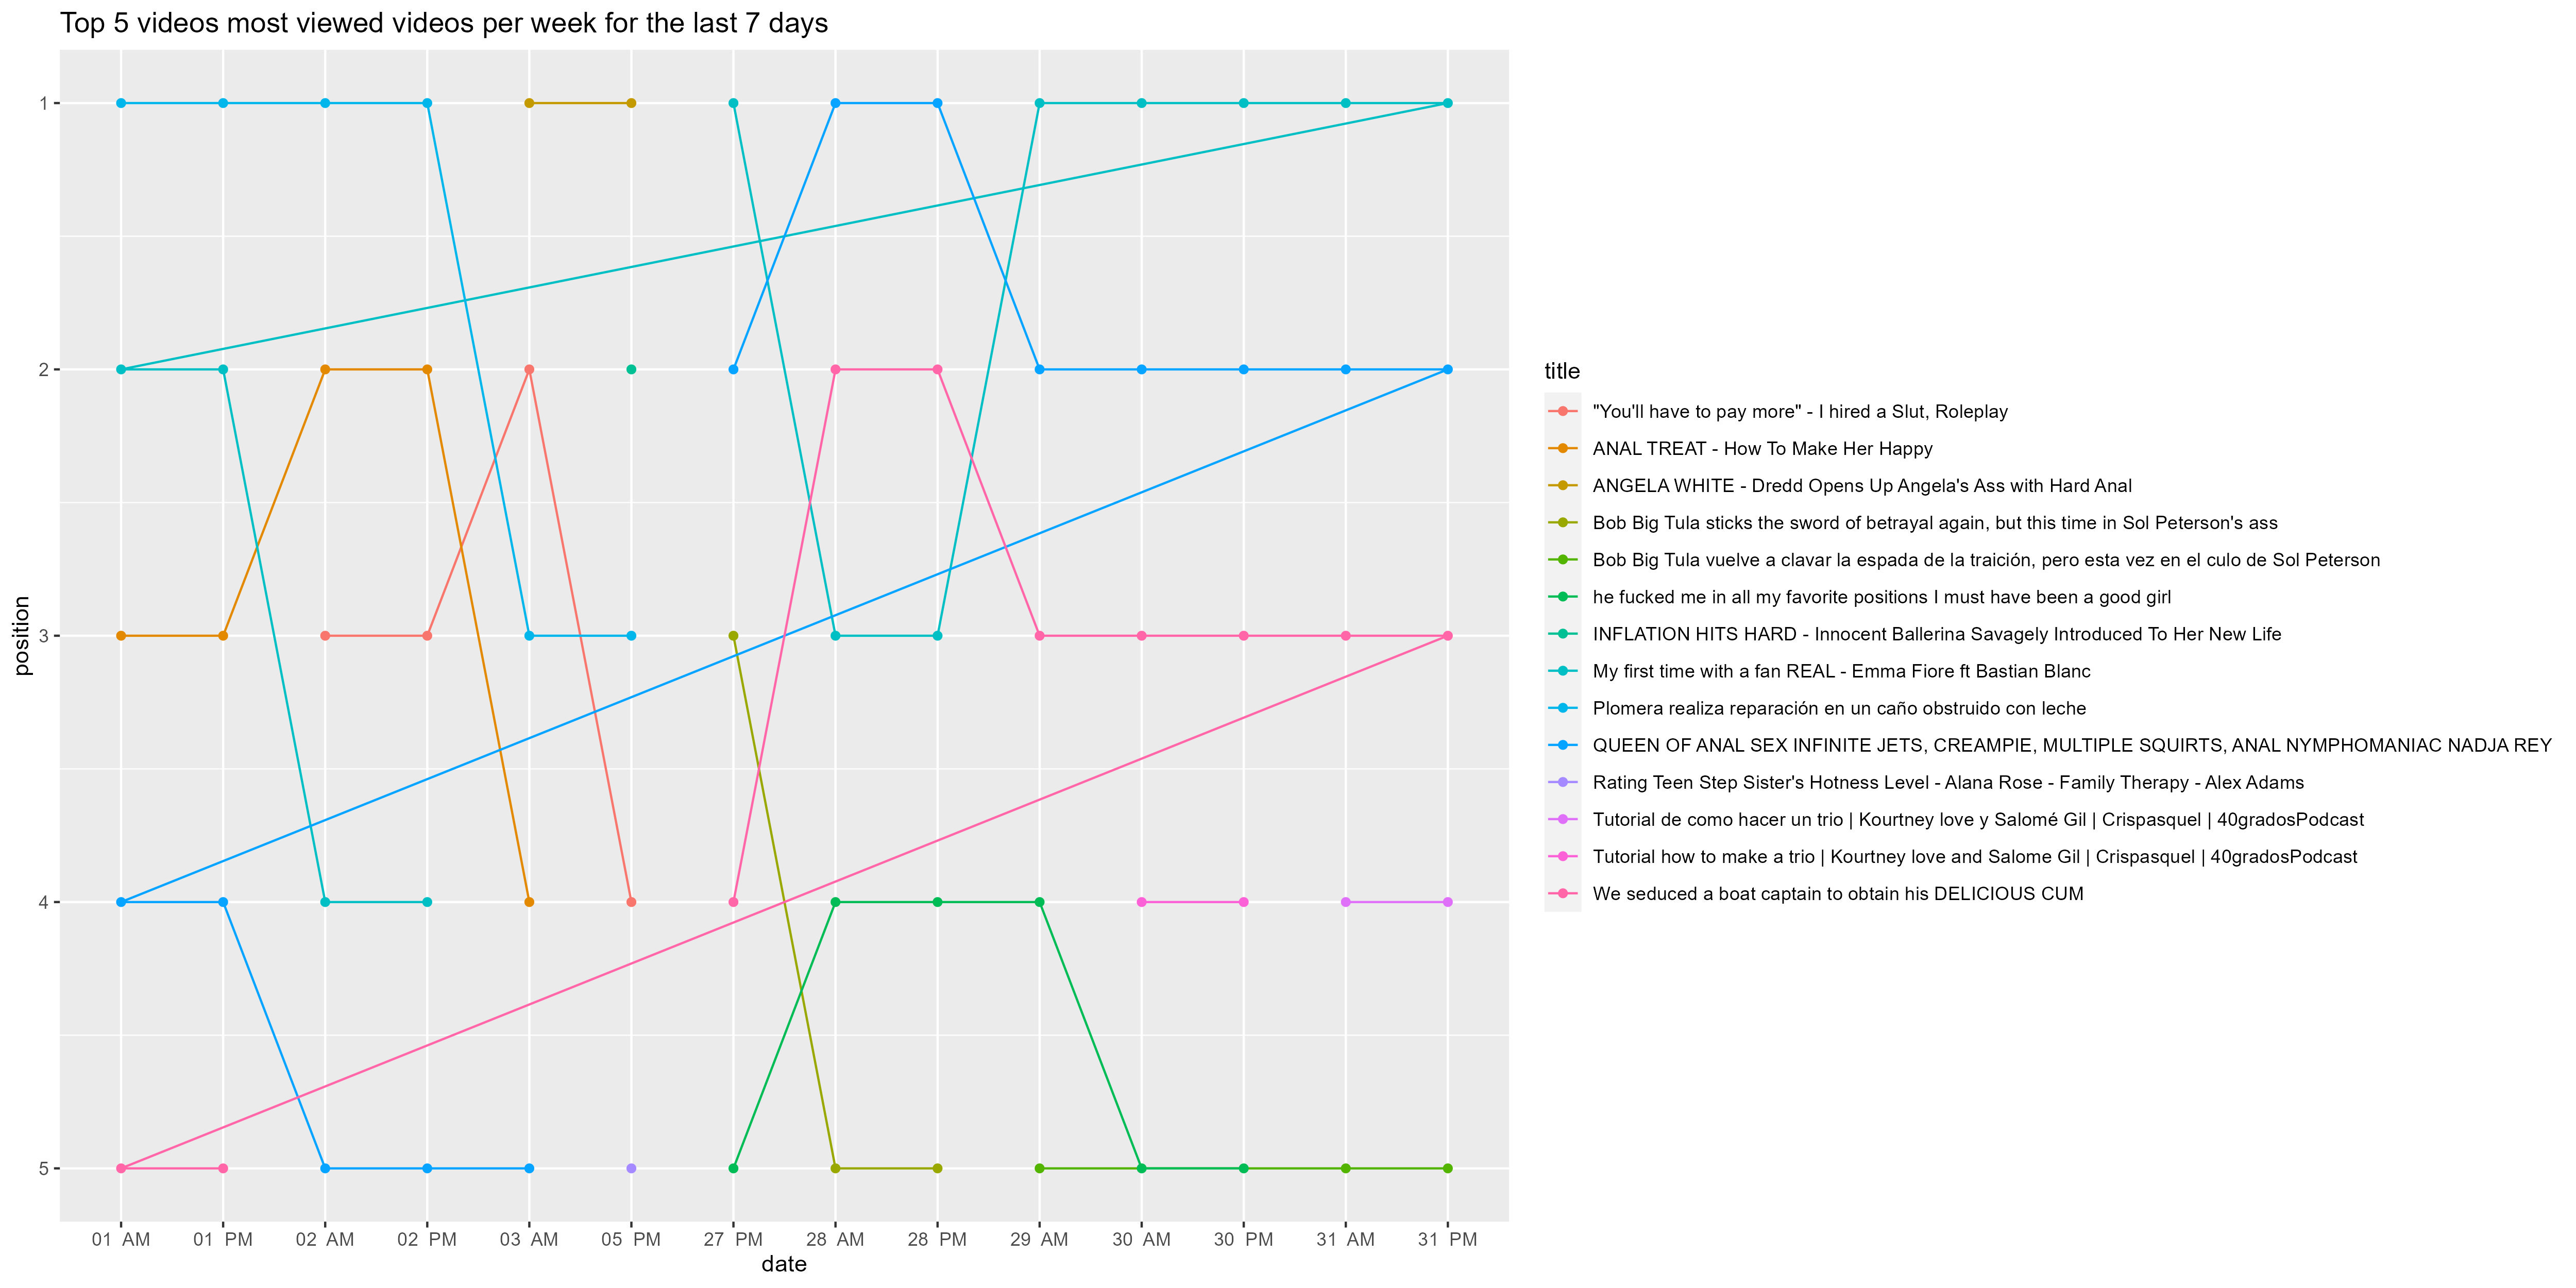 Top 5 videos most viewed videos per week for the last 7 days
position
1
2
3
4
5
01 AM
01 PM
02 AM
02 PM
03 AM
05 PM
27 PM
28 AM
28 PM
29 AM
30 AM
30 PM
31 AM
31 PM
date
title
"You'll have to pay more" - I hired a Slut, Roleplay
ANAL TREAT - How To Make Her Happy
ANGELA WHITE - Dredd Opens Up Angela's Ass with Hard Anal
Bob Big Tula sticks the sword of betrayal again, but this time in Sol Peterson's ass
Bob Big Tula vuelve a clavar la espada de la traición, pero esta vez en el culo de Sol Peterson
he fucked me in all my favorite positions I must have been a good girl
INFLATION HITS HARD - Innocent Ballerina Savagely Introduced To Her New Life
My first time with a fan REAL - Emma Fiore ft Bastian Blanc
Plomera realiza reparación en un caño obstruido con leche
QUEEN OF ANAL SEX INFINITE JETS, CREAMPIE, MULTIPLE SQUIRTS, ANAL NYMPHOMANIAC NADJA REY
Rating Teen Step Sister's Hotness Level - Alana Rose - Family Therapy - Alex Adams
Tutorial de como hacer un trio | Kourtney love y Salomé Gil | Crispasquel | 40gradosPodcast
Tutorial how to make a trio | Kourtney love and Salome Gil | Crispasquel | 40gradosPodcast
We seduced a boat captain to obtain his DELICIOUS CUM